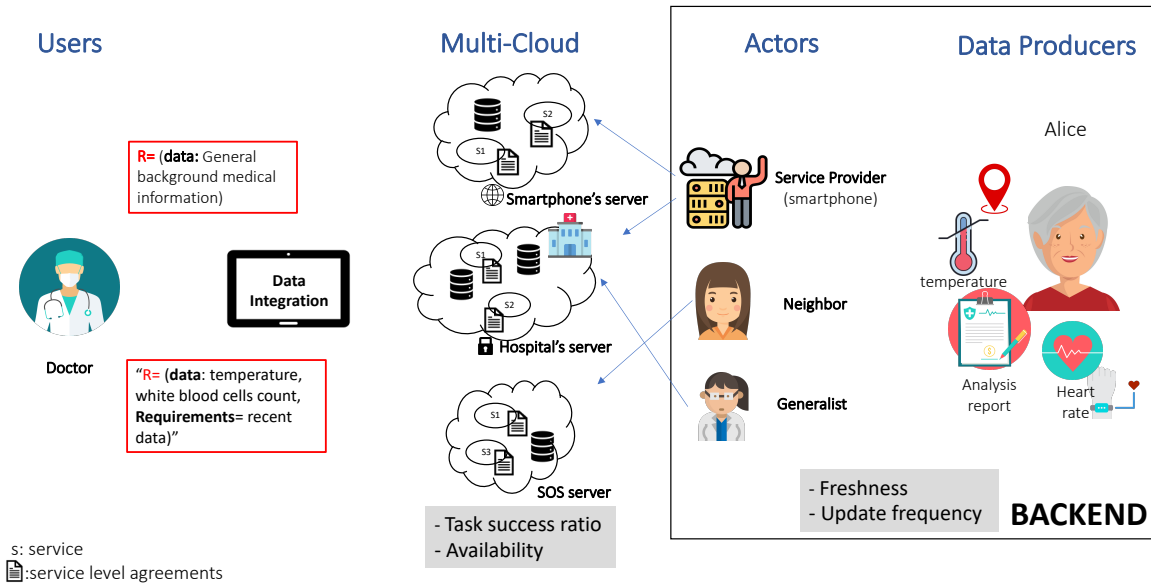 Users
Multi-Cloud
Actors
Data Producers
R= (data: General
background medical
information)
Doctor
Data
Integration
"R= (data: temperature,
white blood cells count,
Requirements= recent
data)"
S2
S1
Smartphone's server
S1
S2
Hospital's server
S1
S3
SOS server
- Task success ratio
- Availability
Service Provider
(smartphone)
Neighbor
Generalist
Alice
temperature
Analysis
report
Heart
rate
- Freshness
- Update frequency
BACKEND
s: service
:service level agreements